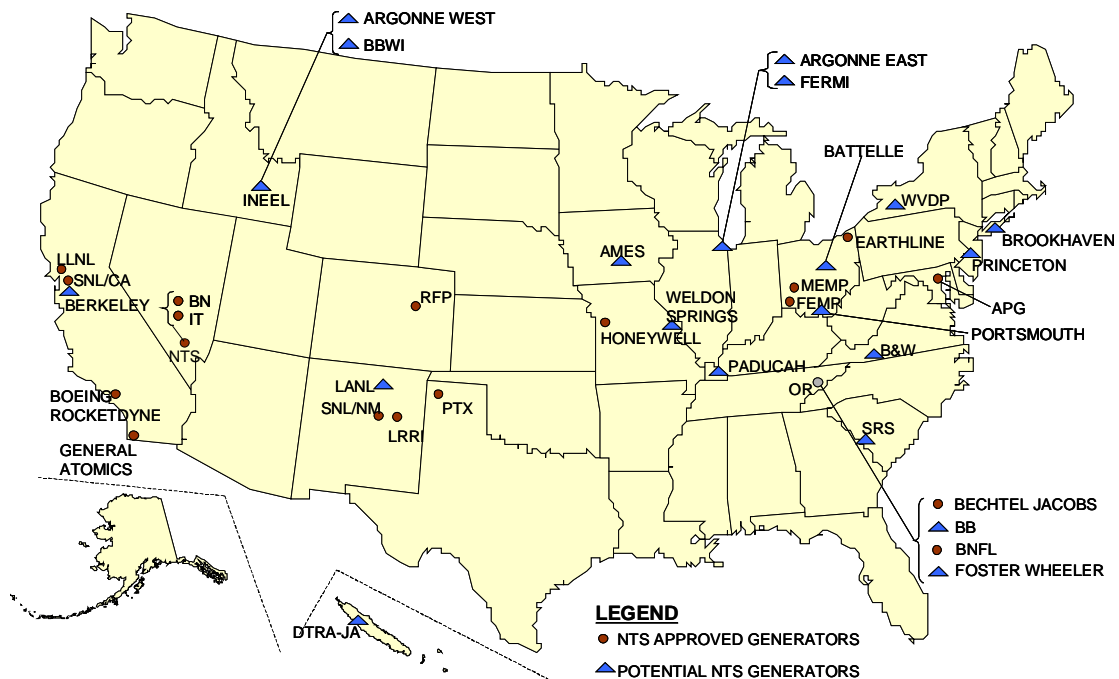 ARGONNE WEST
BBWI
ARGONNE EAST
FERMI
BATTELLE
INEEL
WVDP
AMES
EARTHLINE
BROOKHAVEN
PRINCETON
LLNL
SNL/CA
BERKELEY
BN
IT
NTS
RFP
MEMP
FEMP
WELDON
SPRINGS
HONEYWELL
APG
PORTSMOUTH
B&W
PADUCAH
OR
BOEING
ROCKETDYNE
LANL
SNL/NM
LRRI
PTX
GENERAL
ATOMICS
SRS
BECHTEL JACOBS
BB
BNFL
FOSTER WHEELER
DTRA-JA
LEGEND
NTS APPROVED GENERATORS
POTENTIAL NTS GENERATORS